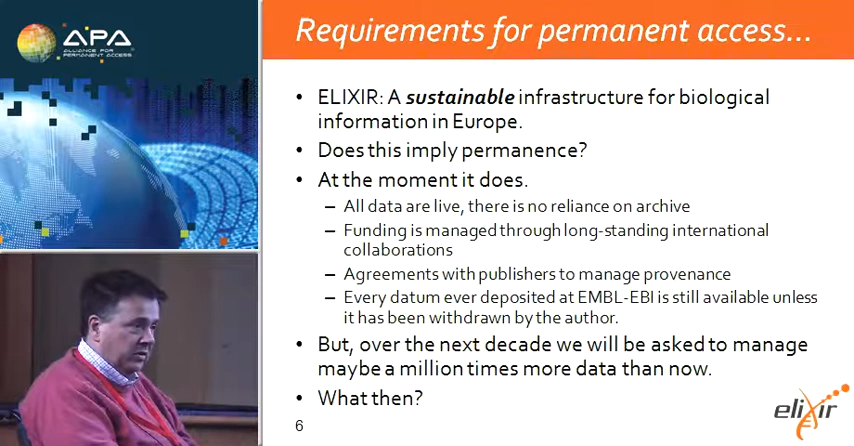 APA
ALLIANCE FOR
PERMANENT ACCESS
Requirements for permanent access...
• ELIXIR: A sustainable infrastructure for biological
information in Europe.
• Does this imply permanence?
• At the moment it does.
– All data are live, there is no reliance on archive
– Funding is managed through long-standing international
collaborations
– Agreements with publishers to manage provenance
– Every datum ever deposited at EMBL-EBI is still available unless
it has been withdrawn by the author.
• But, over the next decade we will be asked to manage
maybe a million times more data than now.
• What then?
6
elixir